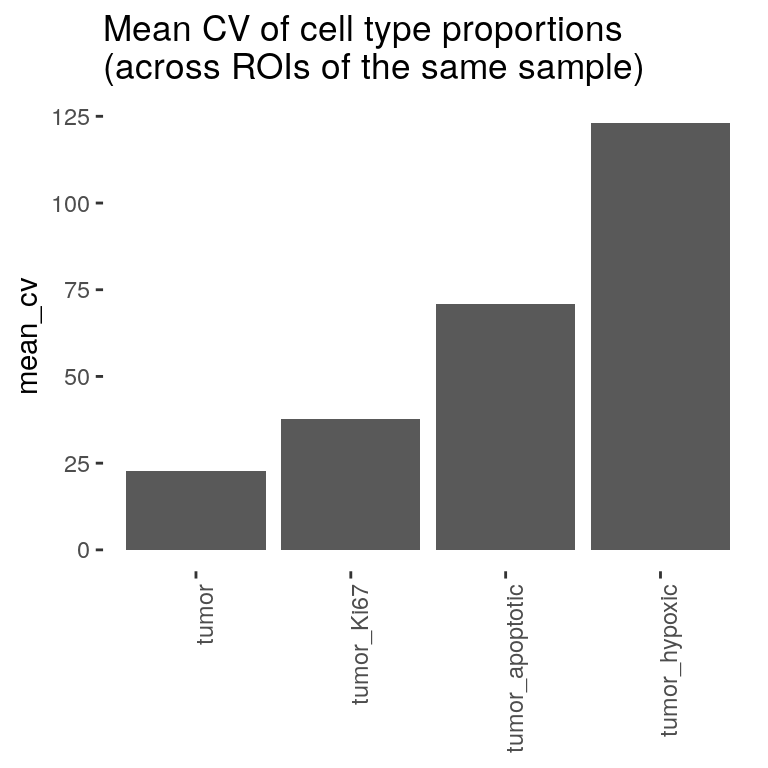 Mean CV of cell type proportions
(across ROIs of the same sample)
125
100
75
50
25
0
mean_cv
tumor
tumor_Ki67
tumor_apoptotic
tumor_hypoxic